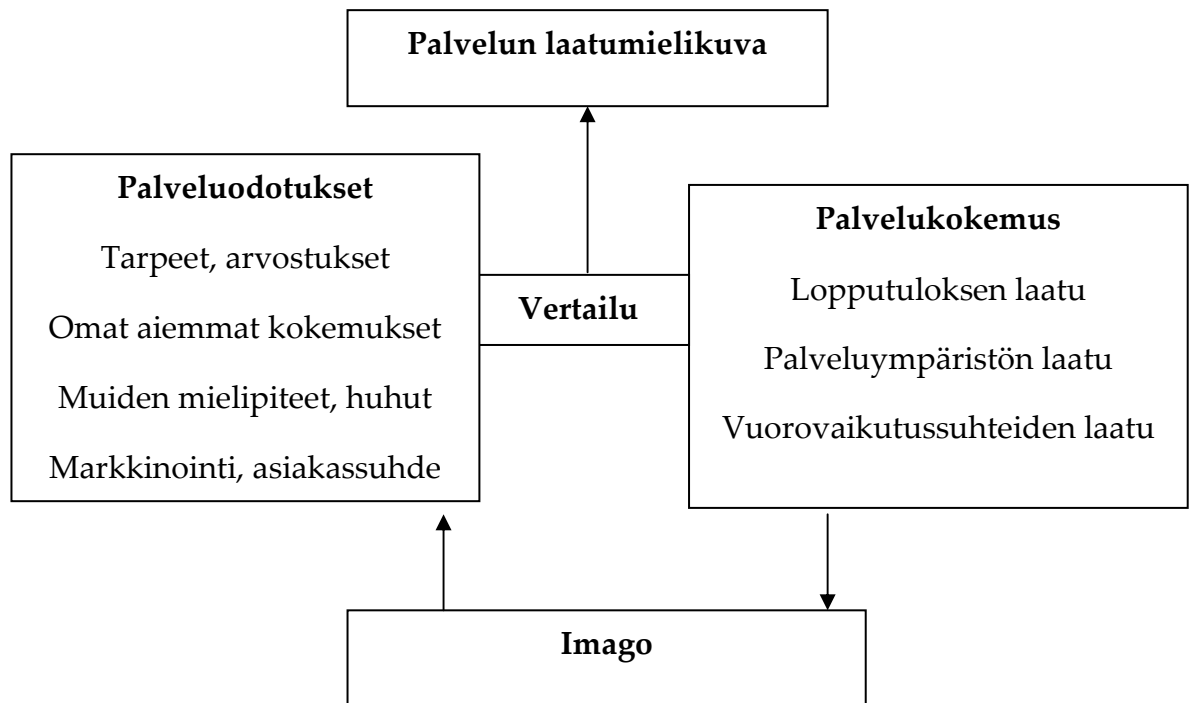 Palvelun laatumielikuva
Palveluodotukset
Tarpeet, arvostukset
Omat aiemmat kokemukset
Muiden mielipiteet, huhut
Markkinointi, asiakassuhde
Vertailu
Palvelukokemus
Lopputuloksen laatu
Palveluympäristön laatu
Vuorovaikutussuhteiden laatu
Imago